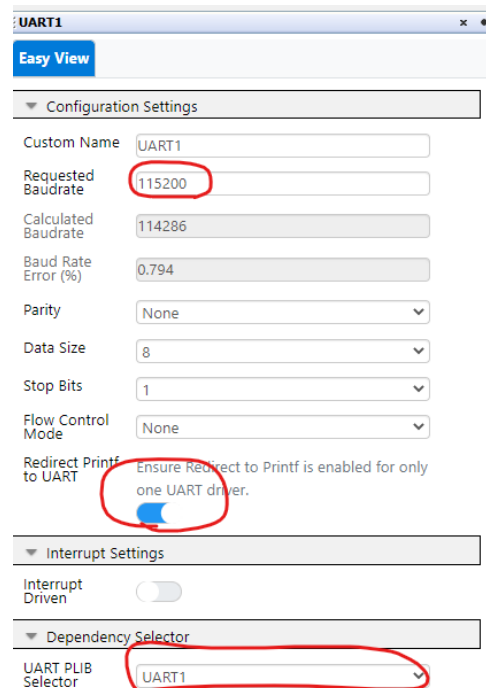 UART1
Easy View
Configuration Settings
Custom Name UART1
Requested
Baudrate
115200
Calculated
Baudrate
114286
Baud Rate
Error (%)
0.794
Parity None
Data Size 8
Stop Bits 1
Flow Control
Mode
None
Redirect Printf
to UART
Ensure Redirect to Printf is enabled for only
one UART driver.
Interrupt Settings
Interrupt
Driven
Dependency Selector
UART PLIB
Selector
UART1